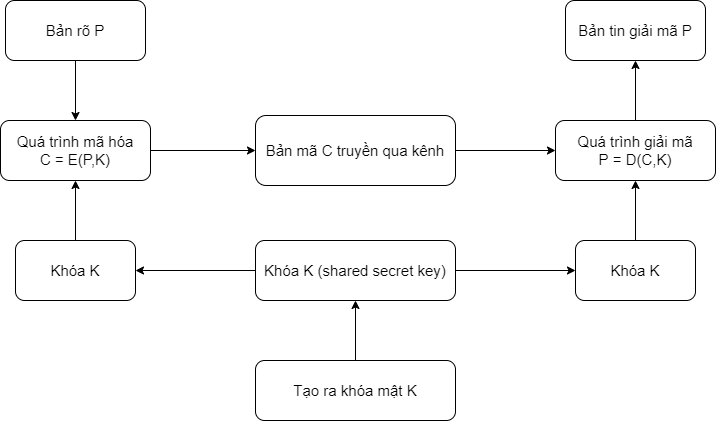 Bản rõ P
Bản tin giải mã P
Quá trình mã hóa
C = E(P,K)
Bản mã C truyền qua kênh
Quá trình giải mã
P = D(C,K)
Khóa K
Khóa K (shared secret key)
Khóa K
Tạo ra khóa mật K